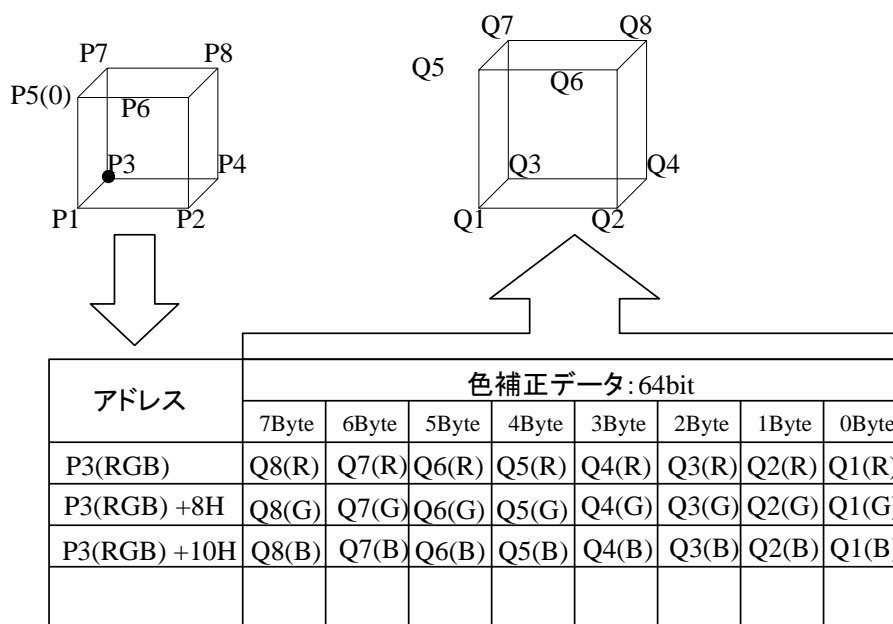 P7 P8 Q7 Q8
P5(0) P6 Q5 Q6
P3 P4 Q3 Q4
P1 P2 Q1 Q2
アドレス 色補正データ:64bit
7Byte 6Byte 5Byte 4Byte 3Byte 2Byte 1Byte 0Byte
P3(RGB) Q8(R) Q7(R) Q6(R) Q5(R) Q4(R) Q3(R) Q2(R) Q1(R)
P3(RGB) +8H Q8(G) Q7(G) Q6(G) Q5(G) Q4(G) Q3(G) Q2(G) Q1(G)
P3(RGB) +10H Q8(B) Q7(B) Q6(B) Q5(B) Q4(B) Q3(B) Q2(B) Q1(B)